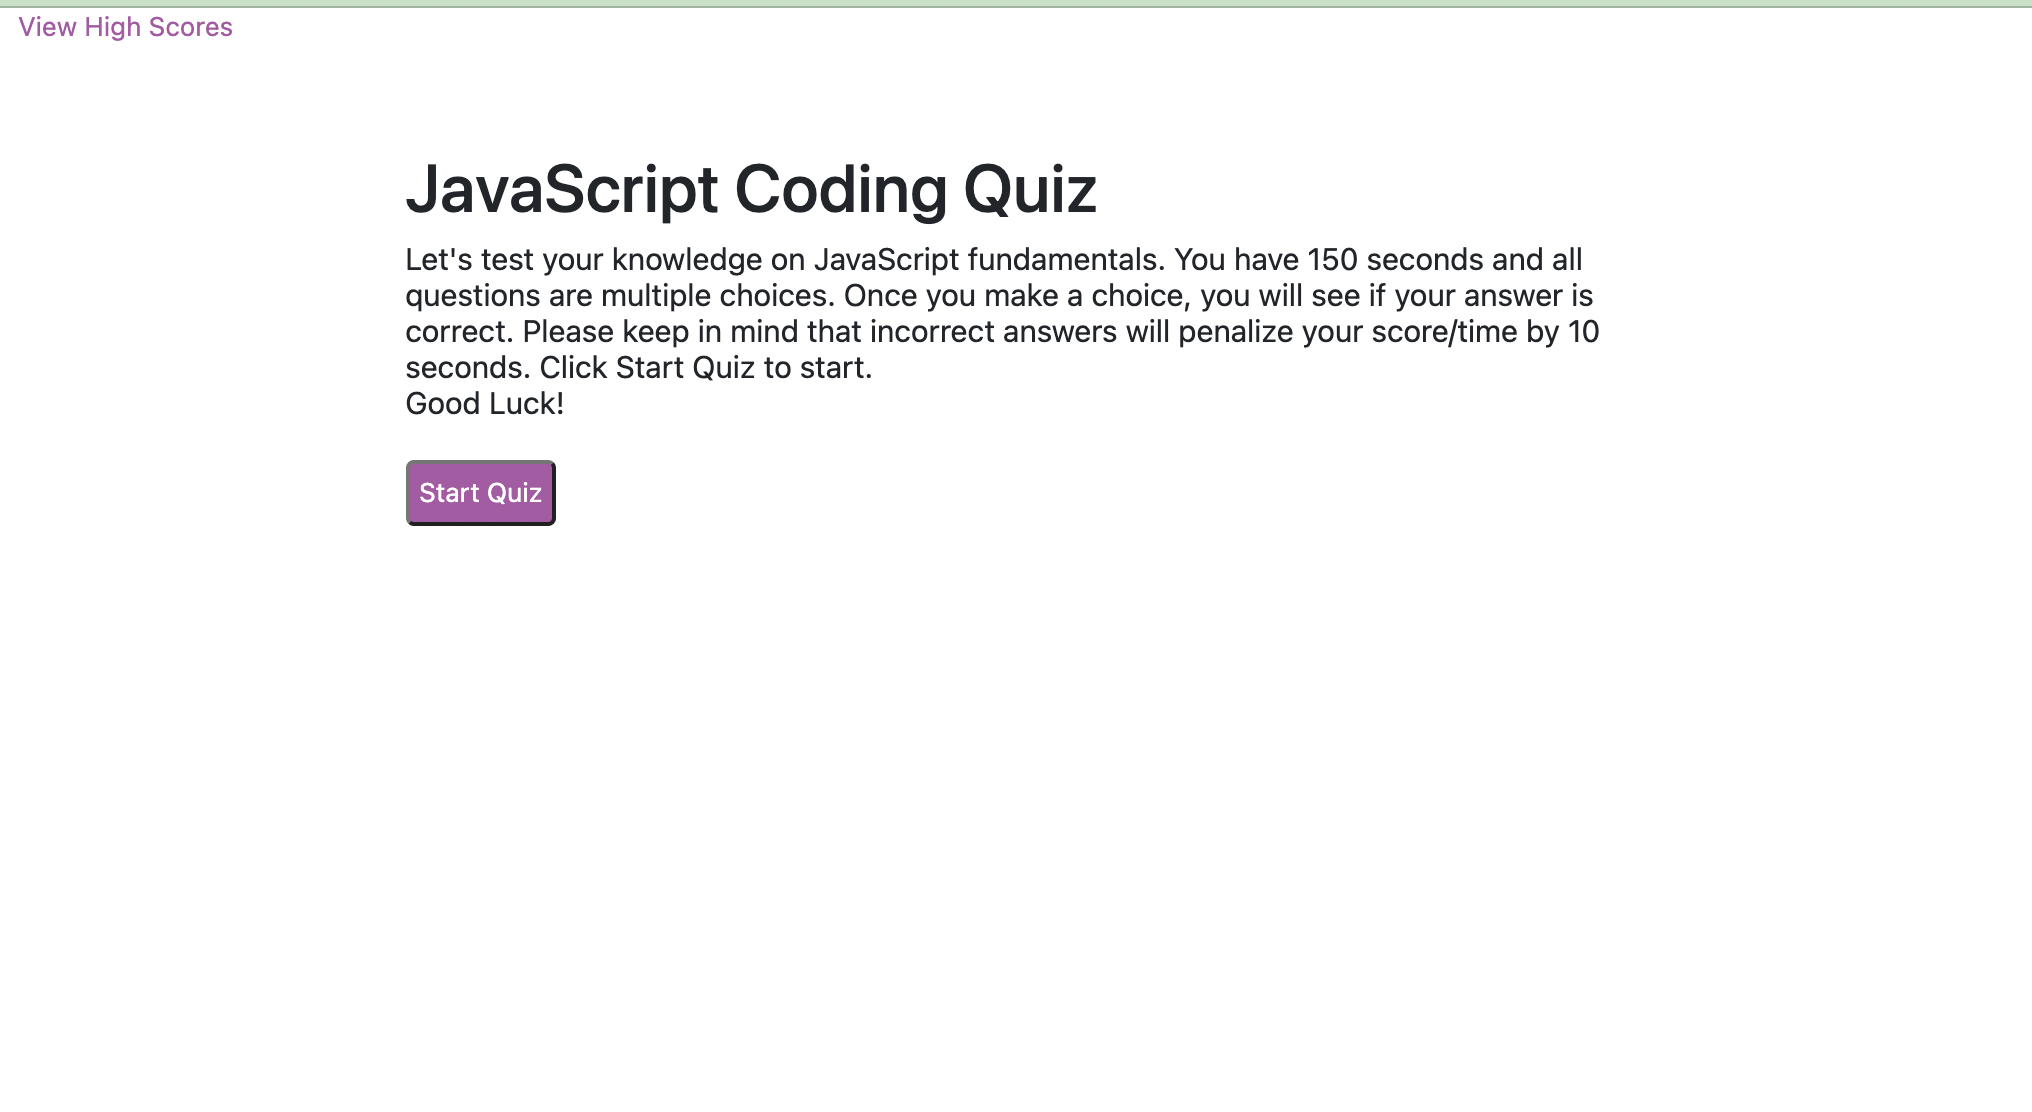 View High Scores
JavaScript Coding Quiz
Let's test your knowledge on JavaScript fundamentals. You have 150 seconds and all
questions are multiple choices. Once you make a choice, you will see if your answer is
correct. Please keep in mind that incorrect answers will penalize your score/time by 10
seconds. Click Start Quiz to start.
Good Luck!
Start Quiz